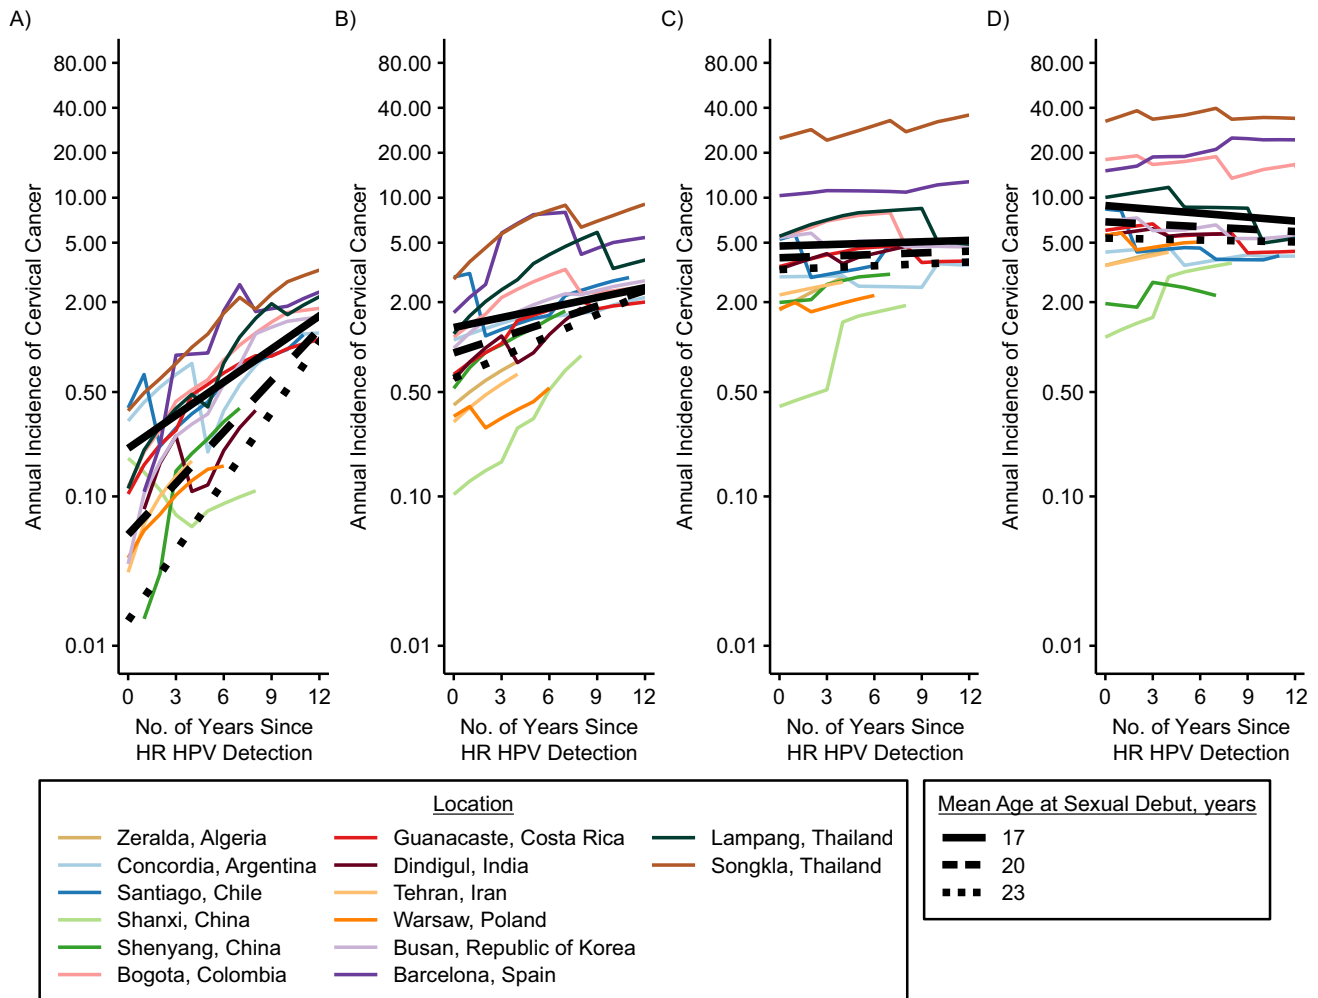 A)
B)
C)
D)
Annual Incidence of Cervical Cancer
80.00
40.00
20.00
10.00
5.00
2.00
0.50
0.10
0.01
0 3 6 9 12
No. of Years Since
HR HPV Detection
Annual Incidence of Cervical Cancer
80.00
40.00
20.00
10.00
5.00
2.00
0.50
0.10
0.01
0 3 6 9 12
No. of Years Since
HR HPV Detection
Annual Incidence of Cervical Cancer
80.00
40.00
20.00
10.00
5.00
2.00
0.50
0.10
0.01
0 3 6 9 12
No. of Years Since
HR HPV Detection
Annual Incidence of Cervical Cancer
80.00
40.00
20.00
10.00
5.00
2.00
0.50
0.10
0.01
0 3 6 9 12
No. of Years Since
HR HPV Detection
Location
Zeralda, Algeria
Concordia, Argentina
Santiago, Chile
Shanxi, China
Shenyang, China
Bogota, Colombia
Guanacaste, Costa Rica
Dindigul, India
Tehran, Iran
Warsaw, Poland
Busan, Republic of Korea
Barcelona, Spain
Lampang, Thailand
Songkla, Thailand
Mean Age at Sexual Debut, years
17
20
23